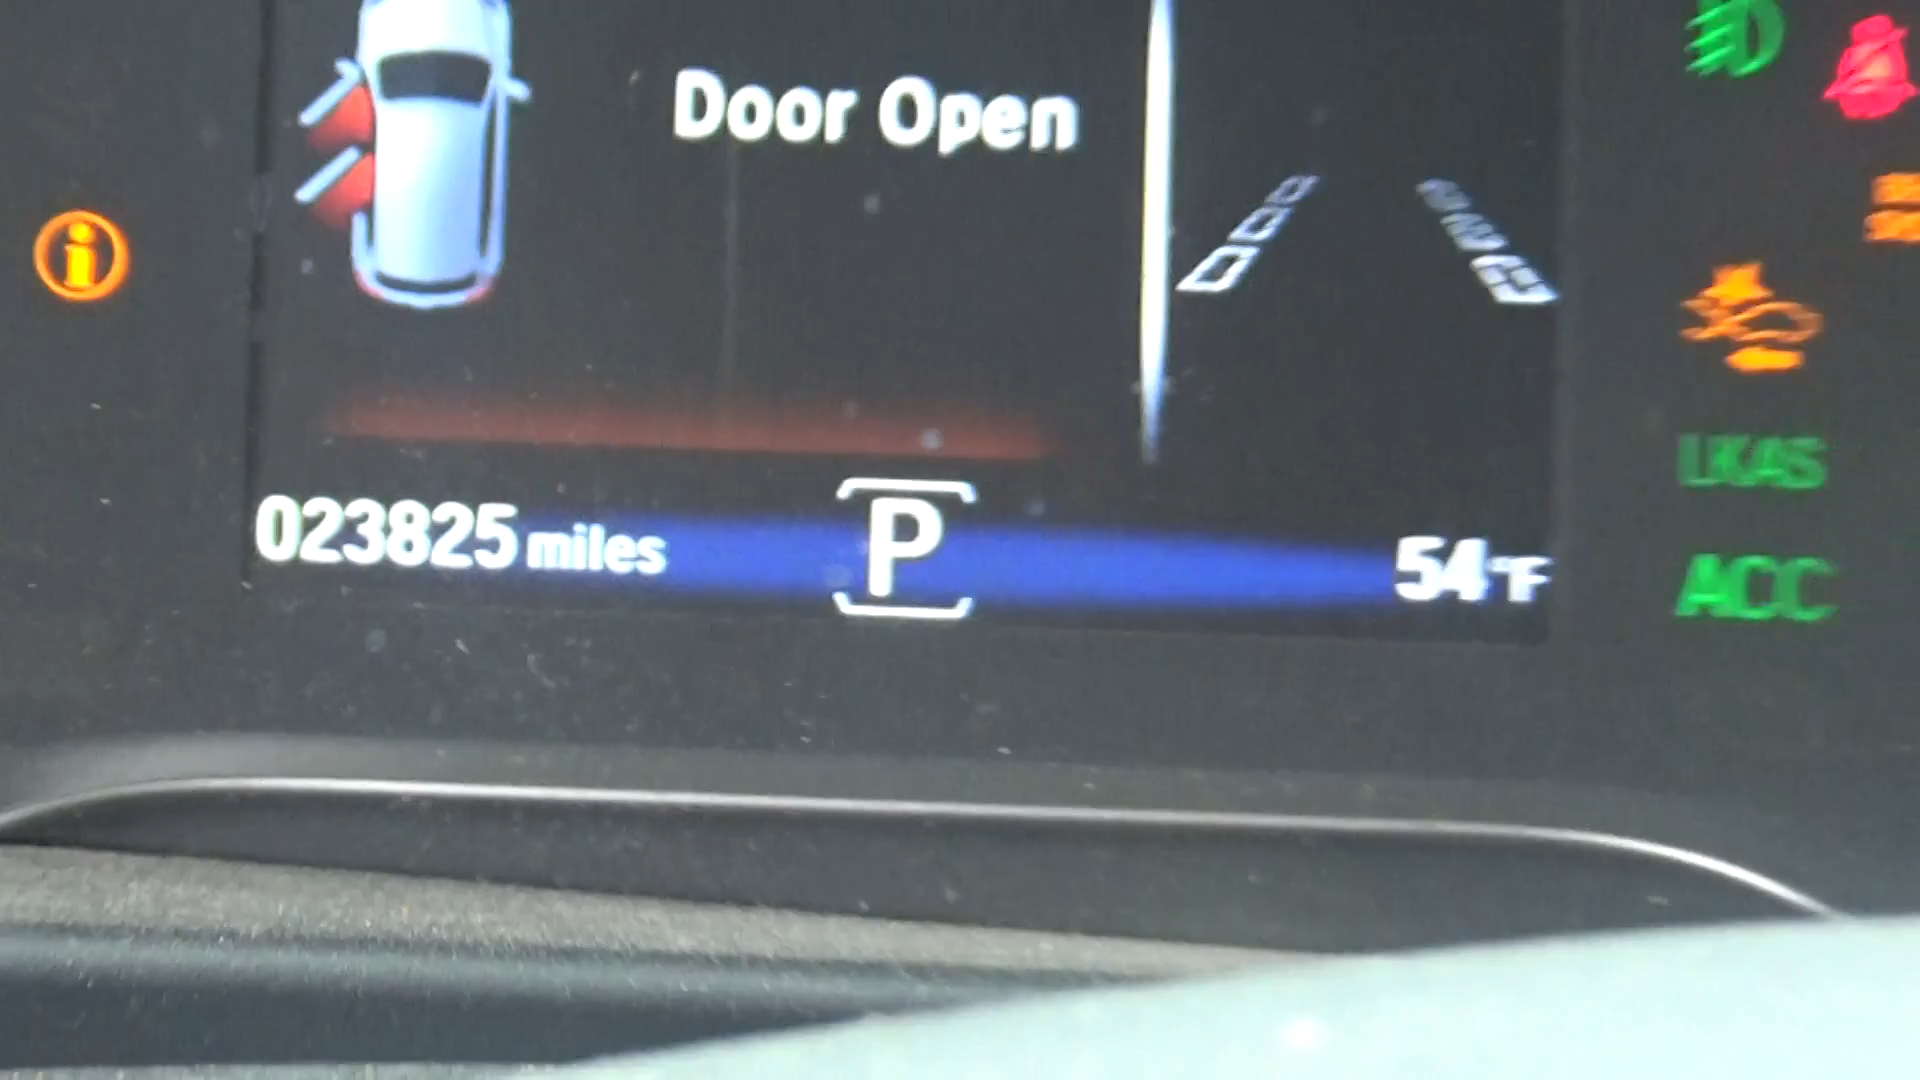 Door Open
LKAS
023825 miles
P
54°F
ACC